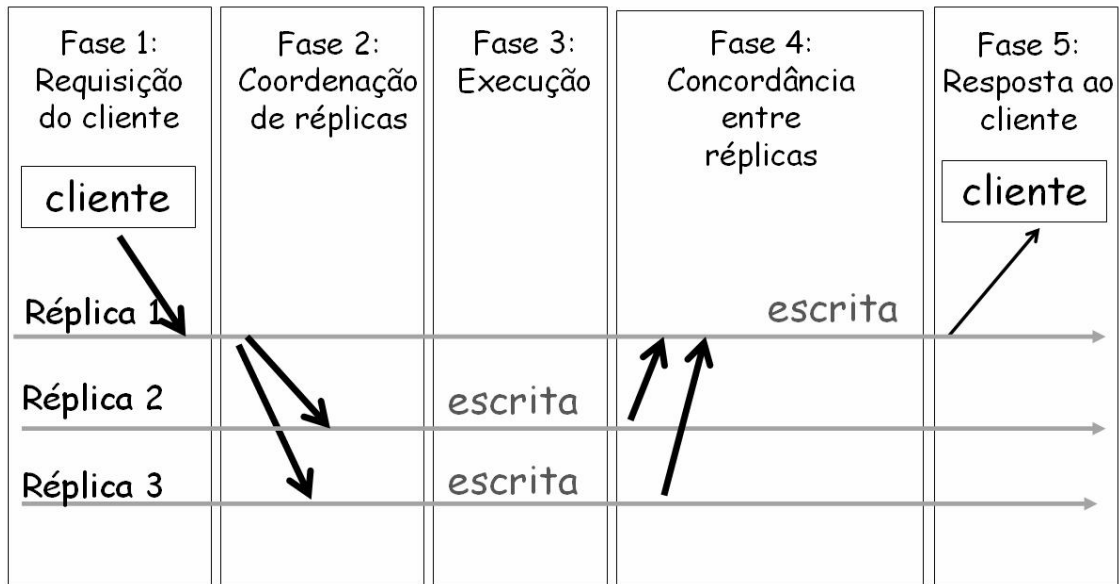 Fase 1:
Requisição
do cliente
Fase 2:
Coordenação
de réplicas
Fase 3:
Execução
Fase 4:
Concordância
entre
réplicas
Fase 5:
Resposta ao
cliente
cliente
cliente
Réplica 1
escrita
Réplica 2
escrita
Réplica 3
escrita